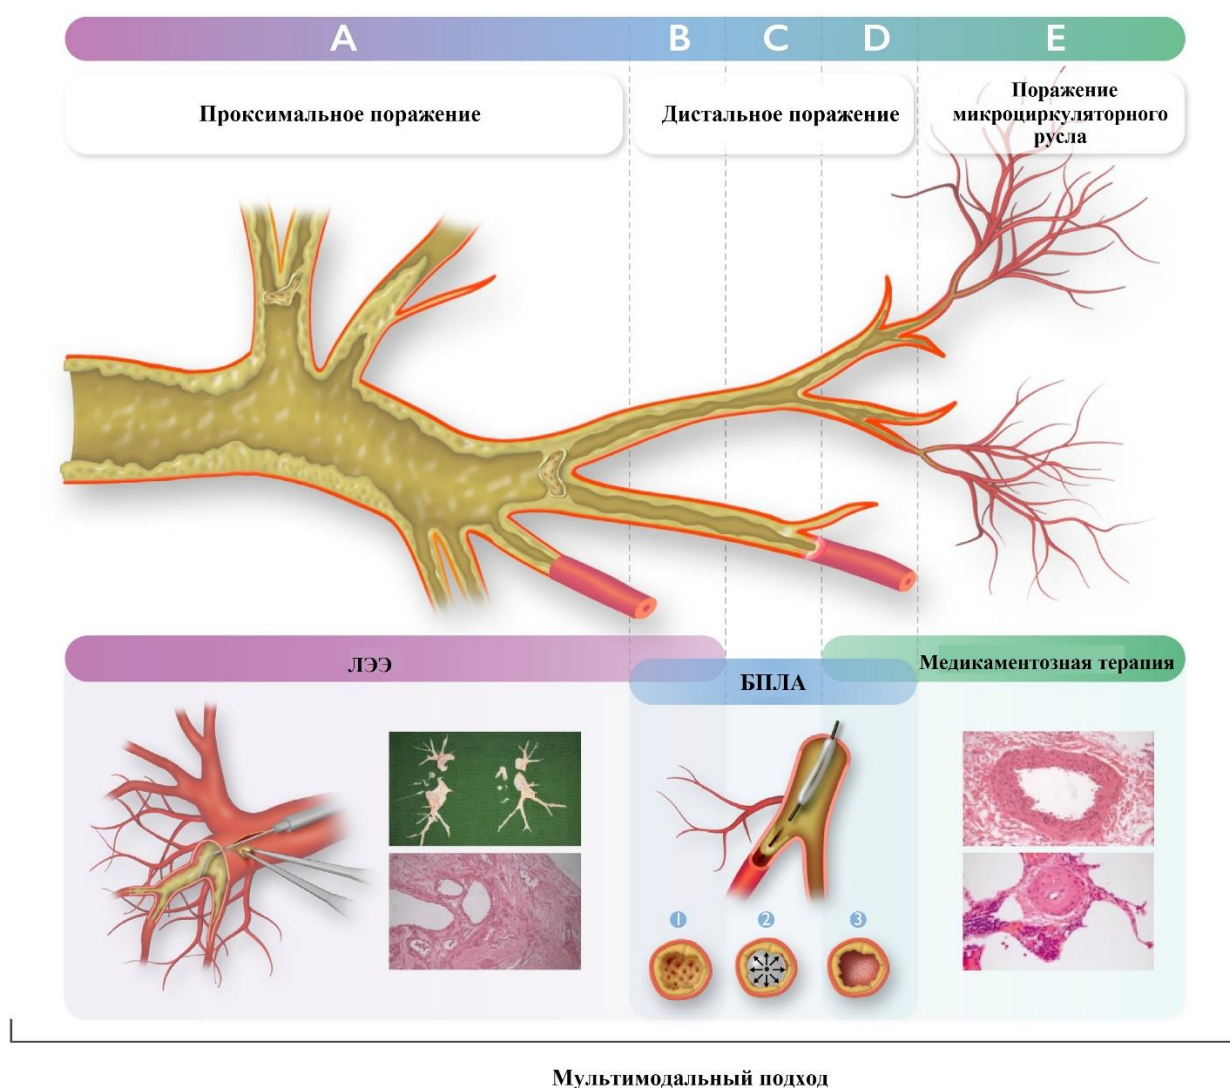 A B C D E
Проксимальное поражение
Дистальное поражение
Поражение
микроциркуляторного
русла
ЛЭЭ
БПЛА
Медикаментозная терапия
1 2 3
Мультимодальный подход